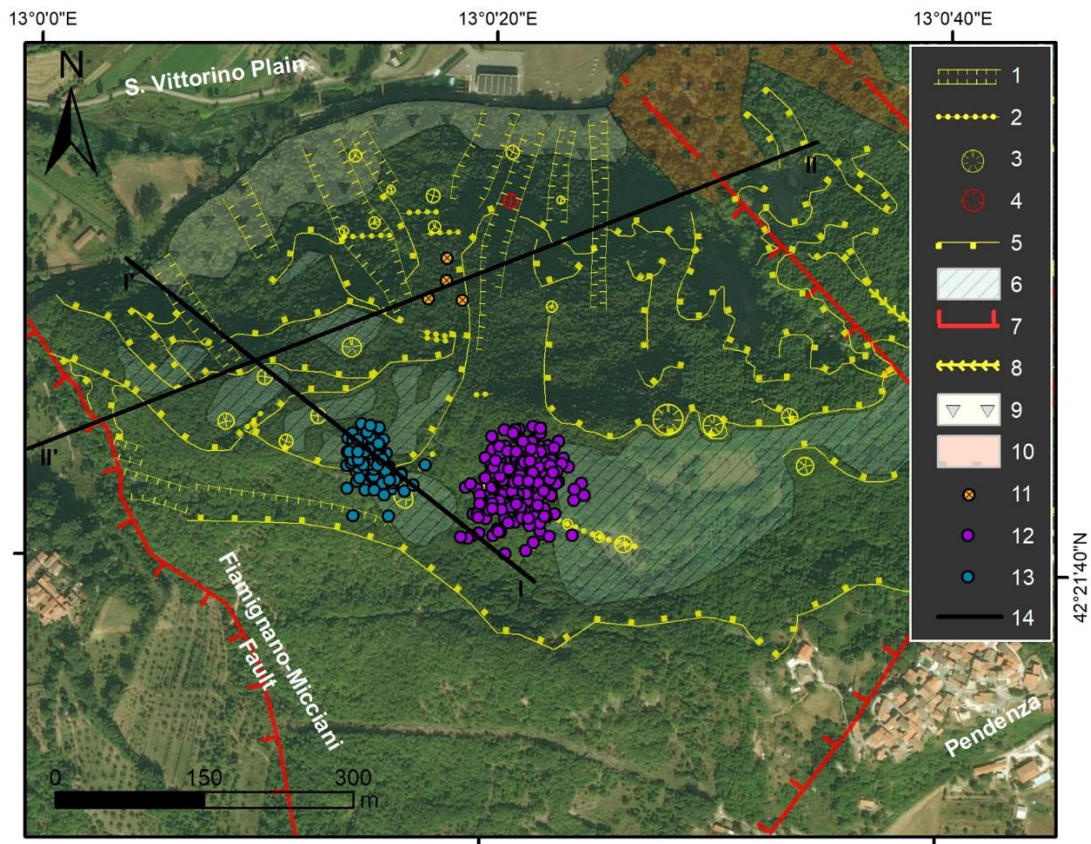 13°0'0"E
13°0'20"E
13°0'40"E
N
S. Vittorino Plain
II
I'
II'
I
Fiamignano-Micciani
Fault
Pendenza
42°21'40"N
0
150
300
m
1
2
3
4
5
6
7
8
9
10
11
12
13
14